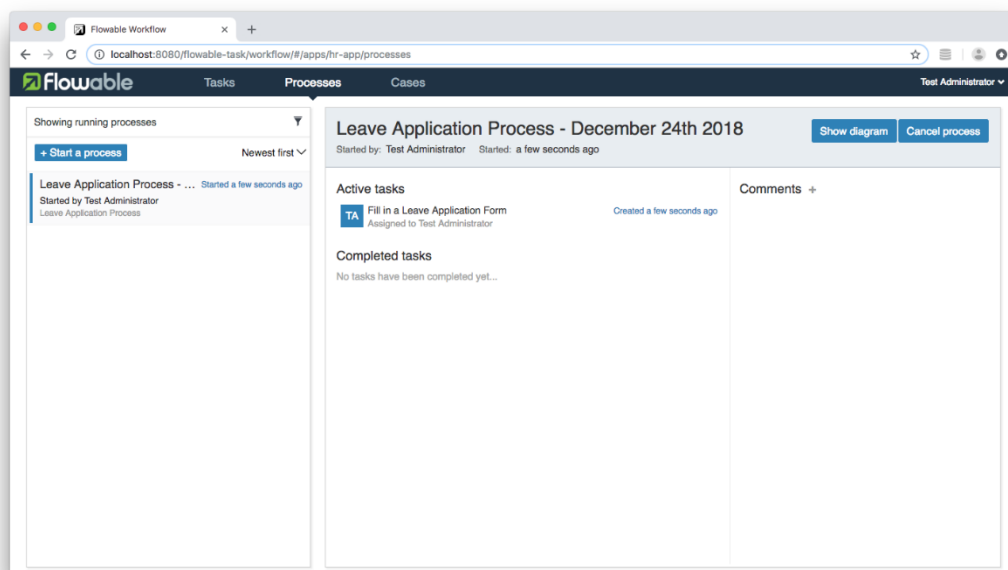 Flowable Workflow
localhost:8080/flowable-task/workflow/#/apps/hr-app/processes
Flowable
Tasks
Processes
Cases
Test Administrator
Showing running processes
+ Start a process
Newest first
Leave Application Process - ... Started a few seconds ago
Started by Test Administrator
Leave Application Process
Leave Application Process - December 24th 2018
Started by: Test Administrator Started: a few seconds ago
Show diagram
Cancel process
Active tasks
TA
Fill in a Leave Application Form
Created a few seconds ago
Assigned to Test Administrator
Completed tasks
No tasks have been completed yet...
Comments +